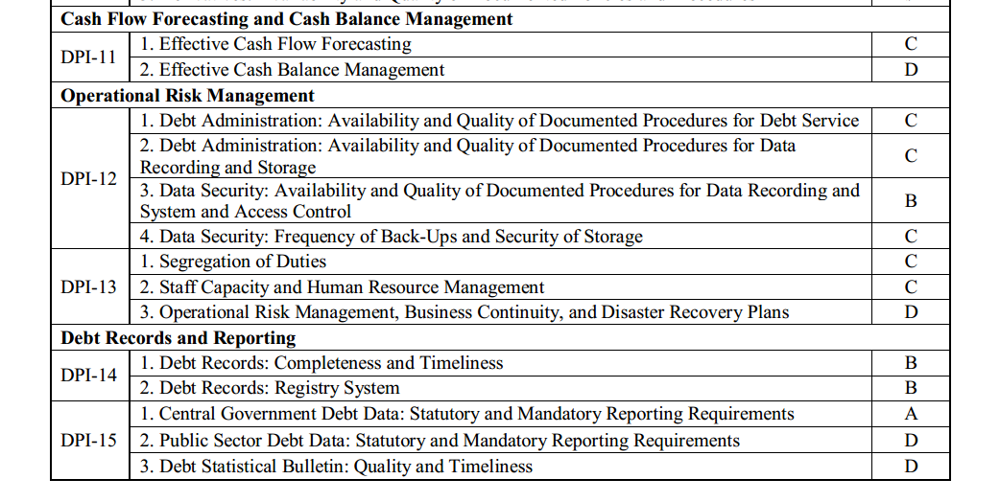 Cash Flow Forecasting and Cash Balance Management
DPI-11
1. Effective Cash Flow Forecasting C
2. Effective Cash Balance Management D
Operational Risk Management
DPI-12
1. Debt Administration: Availability and Quality of Documented Procedures for Debt Service C
2. Debt Administration: Availability and Quality of Documented Procedures for Data
Recording and Storage C
3. Data Security: Availability and Quality of Documented Procedures for Data Recording and
System and Access Control B
4. Data Security: Frequency of Back-Ups and Security of Storage C
DPI-13
1. Segregation of Duties C
2. Staff Capacity and Human Resource Management C
3. Operational Risk Management, Business Continuity, and Disaster Recovery Plans D
Debt Records and Reporting
DPI-14
1. Debt Records: Completeness and Timeliness B
2. Debt Records: Registry System B
DPI-15
1. Central Government Debt Data: Statutory and Mandatory Reporting Requirements A
2. Public Sector Debt Data: Statutory and Mandatory Reporting Requirements D
3. Debt Statistical Bulletin: Quality and Timeliness D